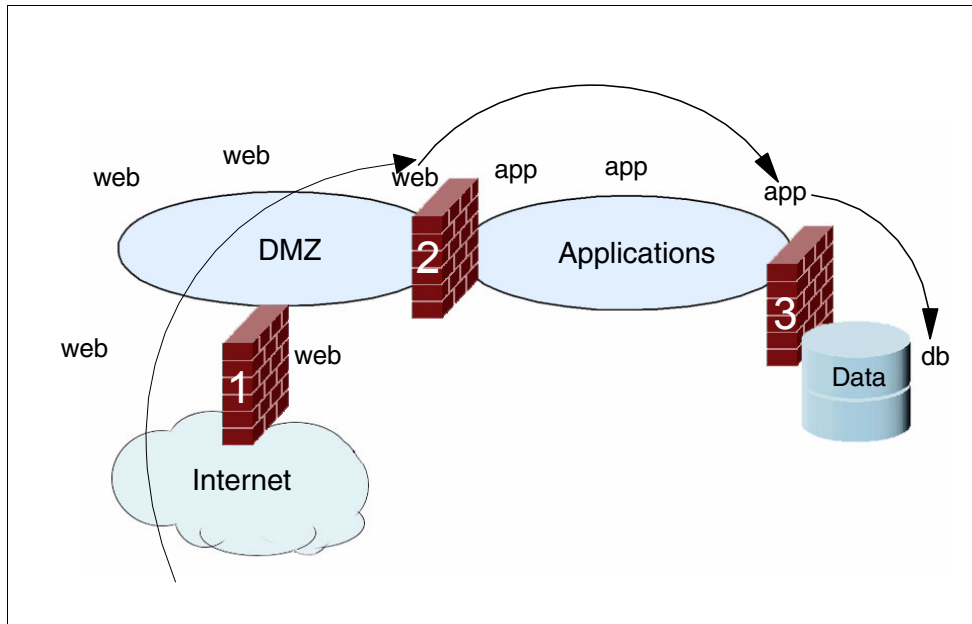 web
web
web
app
app
app
DMZ
2
Applications
3
web
web
1
db
Data
Internet